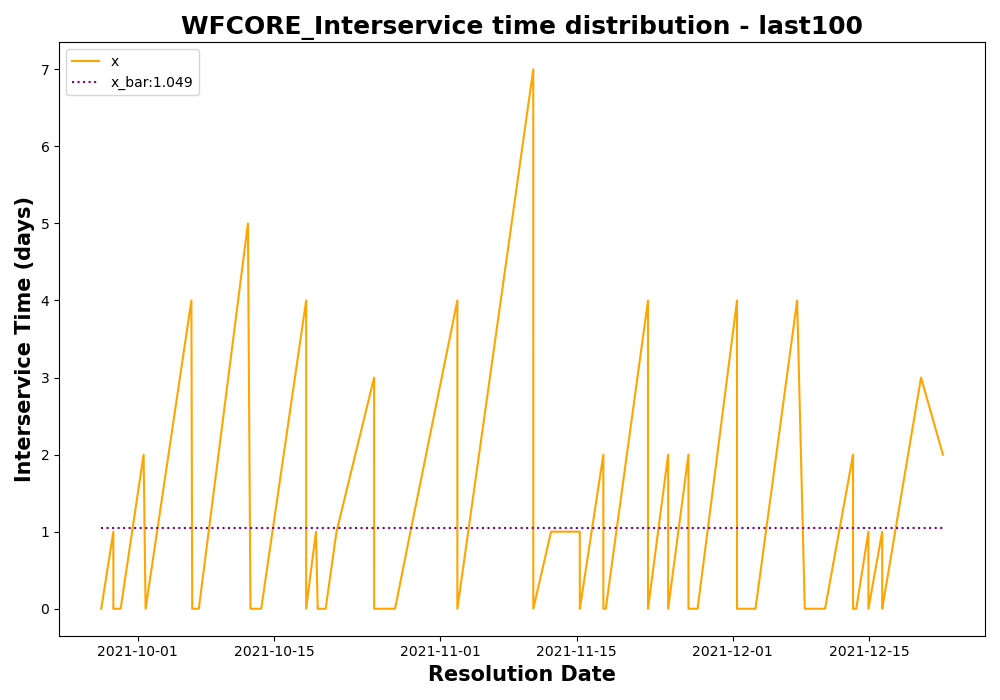 WFCORE_Interservice time distribution - last100
x
x_bar:1.049
Interservice Time (days)
7
6
5
4
3
2
1
0
2021-10-01 2021-10-15 2021-11-01 2021-11-15 2021-12-01 2021-12-15
Resolution Date